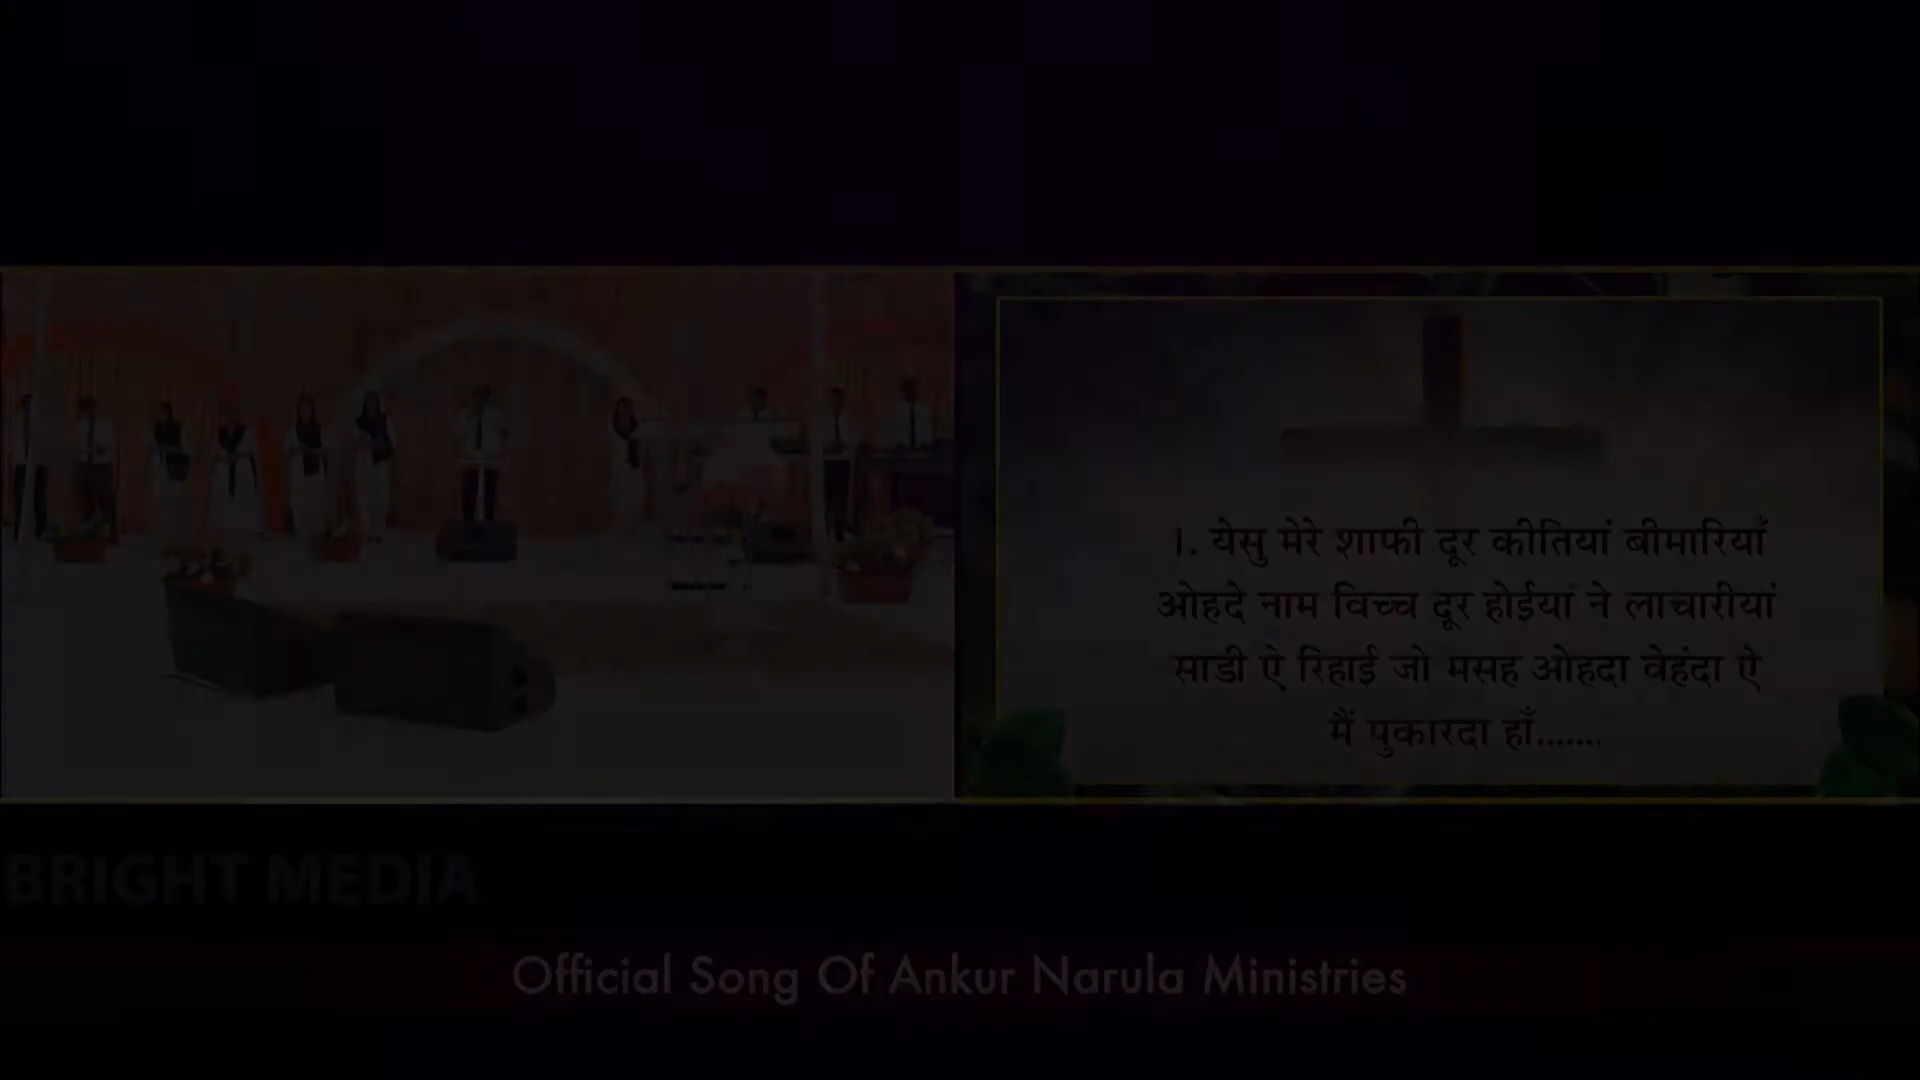 1. येसु मेरे शाफी दूर कीतियां बीमारियाँ
ओहदे नाम विच्च दूर होईयां ने लाचारीयां
साडी ऐ रिहाई जो मसह ओहदा वेहंदा ऐ
मैं पुकारदा हाँ.......
BRIGHT MEDIA
Official Song Of Ankur Narula Ministries